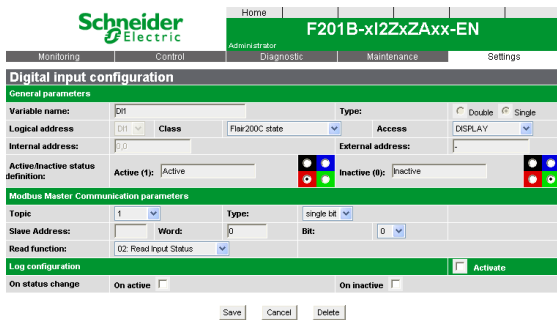 Schneider
Electric
Home
F201B-xI2ZxZAxx-EN
Administrator
Monitoring Control Diagnostic Maintenance Settings
Digital input configuration
General parameters
Variable name: DI1 Type: Double Single
Logical address DI1 Class Flair200C state Access DISPLAY
Internal address: 0,0 External address: -
Active/Inactive status
definition: Active (1): Active Inactive (0): Inactive
Modbus Master Communication parameters
Topic 1 Type: single bit
Slave Address: Word: 0 Bit: 0
Read function: 02: Read Input Status
Log configuration Activate
On status change On active On inactive
Save Cancel Delete